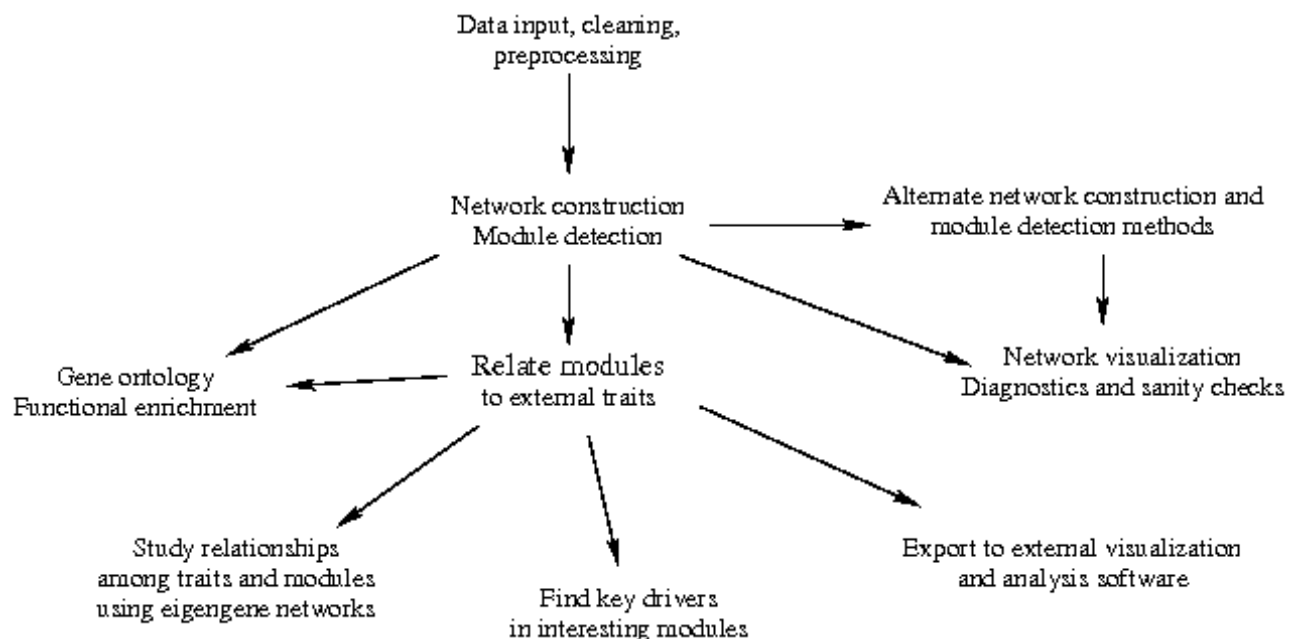 Data input, cleaning,
preprocessing
Network construction
Module detection
Alternate network construction and
module detection methods
Gene ontology
Functional enrichment
Relate modules
to external traits
Network visualization
Diagnostics and sanity checks
Study relationships
among traits and modules
using eigengene networks
Find key drivers
in interesting modules
Export to external visualization
and analysis software